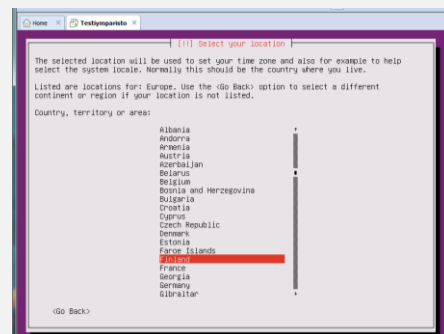 Home × Testiymparisto ×
[!!] Select your location
The selected location will be used to set your time zone and also for example to help
select the system locale. Normally this should be the country where you live.
Listed are locations for: Europe. Use the <Go Back> option to select a different
continent or region if your location is not listed.
Country, territory or area:
Albania
Andorra
Armenia
Austria
Azerbaijan
Belarus
Belgium
Bosnia and Herzegovina
Bulgaria
Croatia
Cyprus
Czech Republic
Denmark
Estonia
Faroe Islands
Finland
France
Georgia
Germany
Gibraltar
<Go Back>